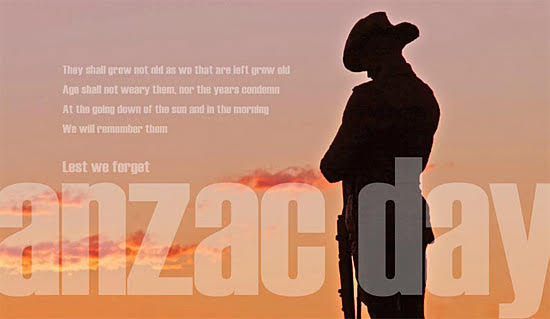 They shall grow not old as we that are left grow old
Age shall not weary them, nor the years condemn
At the going down of the sun and in the morning
We will remember them
Lest we forget
anzac day